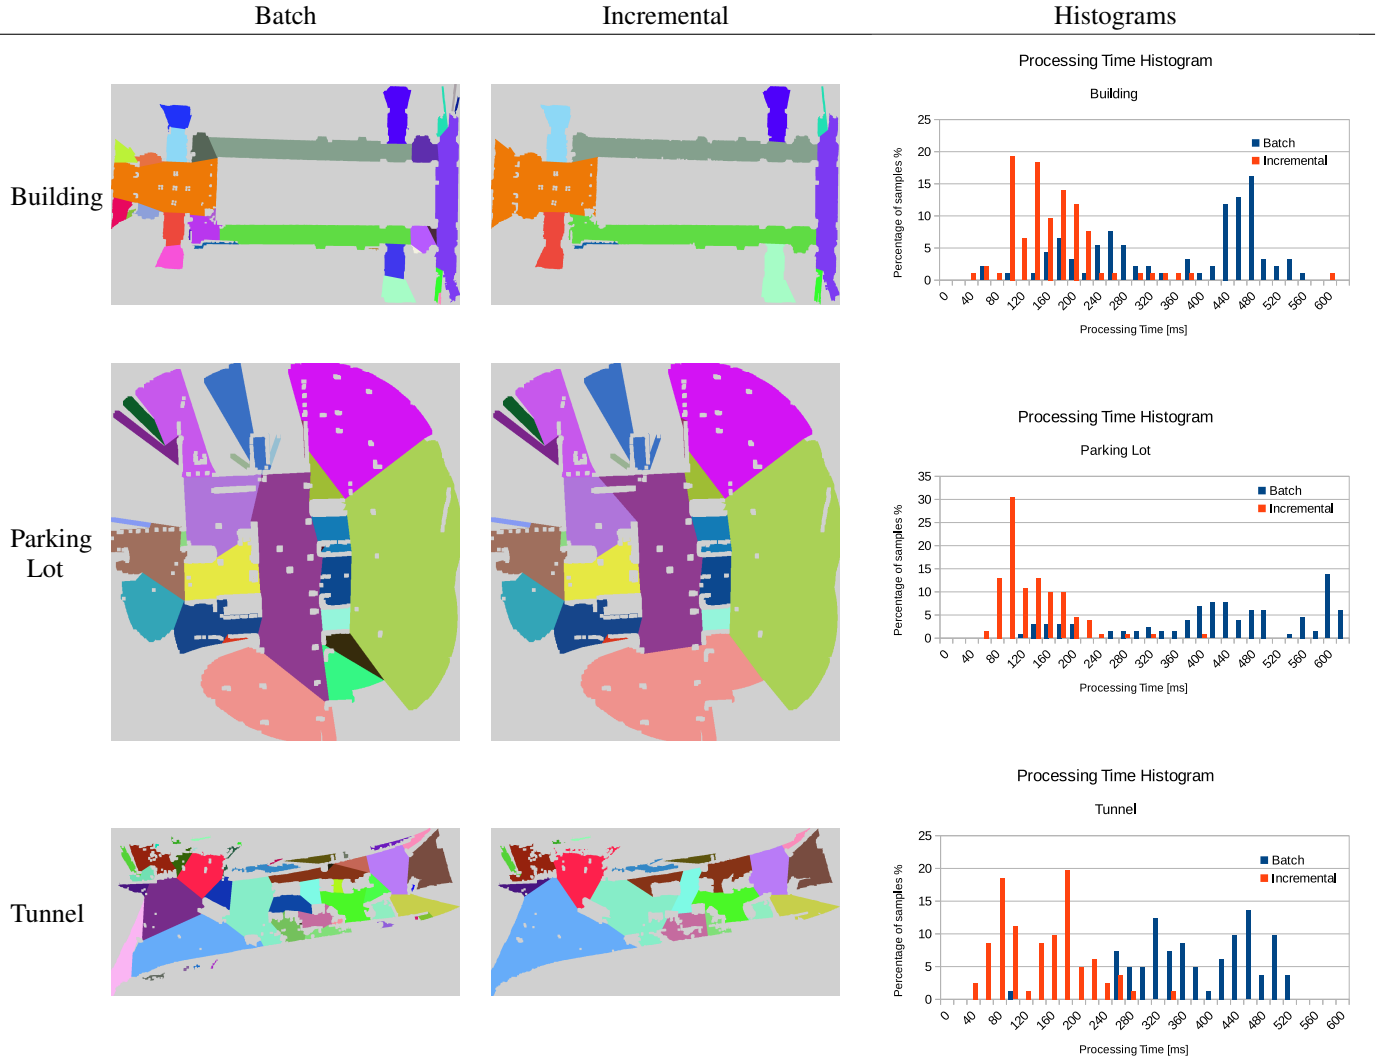 Batch Incremental Histograms
Building
Processing Time Histogram
Building
Percentage of samples %
25
20
15
10
5
0
Batch
Incremental
0 40 80 120 160 200 240 280 320 360 400 440 480 520 560 600
Processing Time [ms]
Parking
Lot
Processing Time Histogram
Parking Lot
Percentage of samples %
35
30
25
20
15
10
5
0
Batch
Incremental
0 40 80 120 160 200 240 280 320 360 400 440 480 520 560 600
Processing Time [ms]
Tunnel
Processing Time Histogram
Tunnel
Percentage of samples %
25
20
15
10
5
0
Batch
Incremental
0 40 80 120 160 200 240 280 320 360 400 440 480 520 560 600
Processing Time [ms]